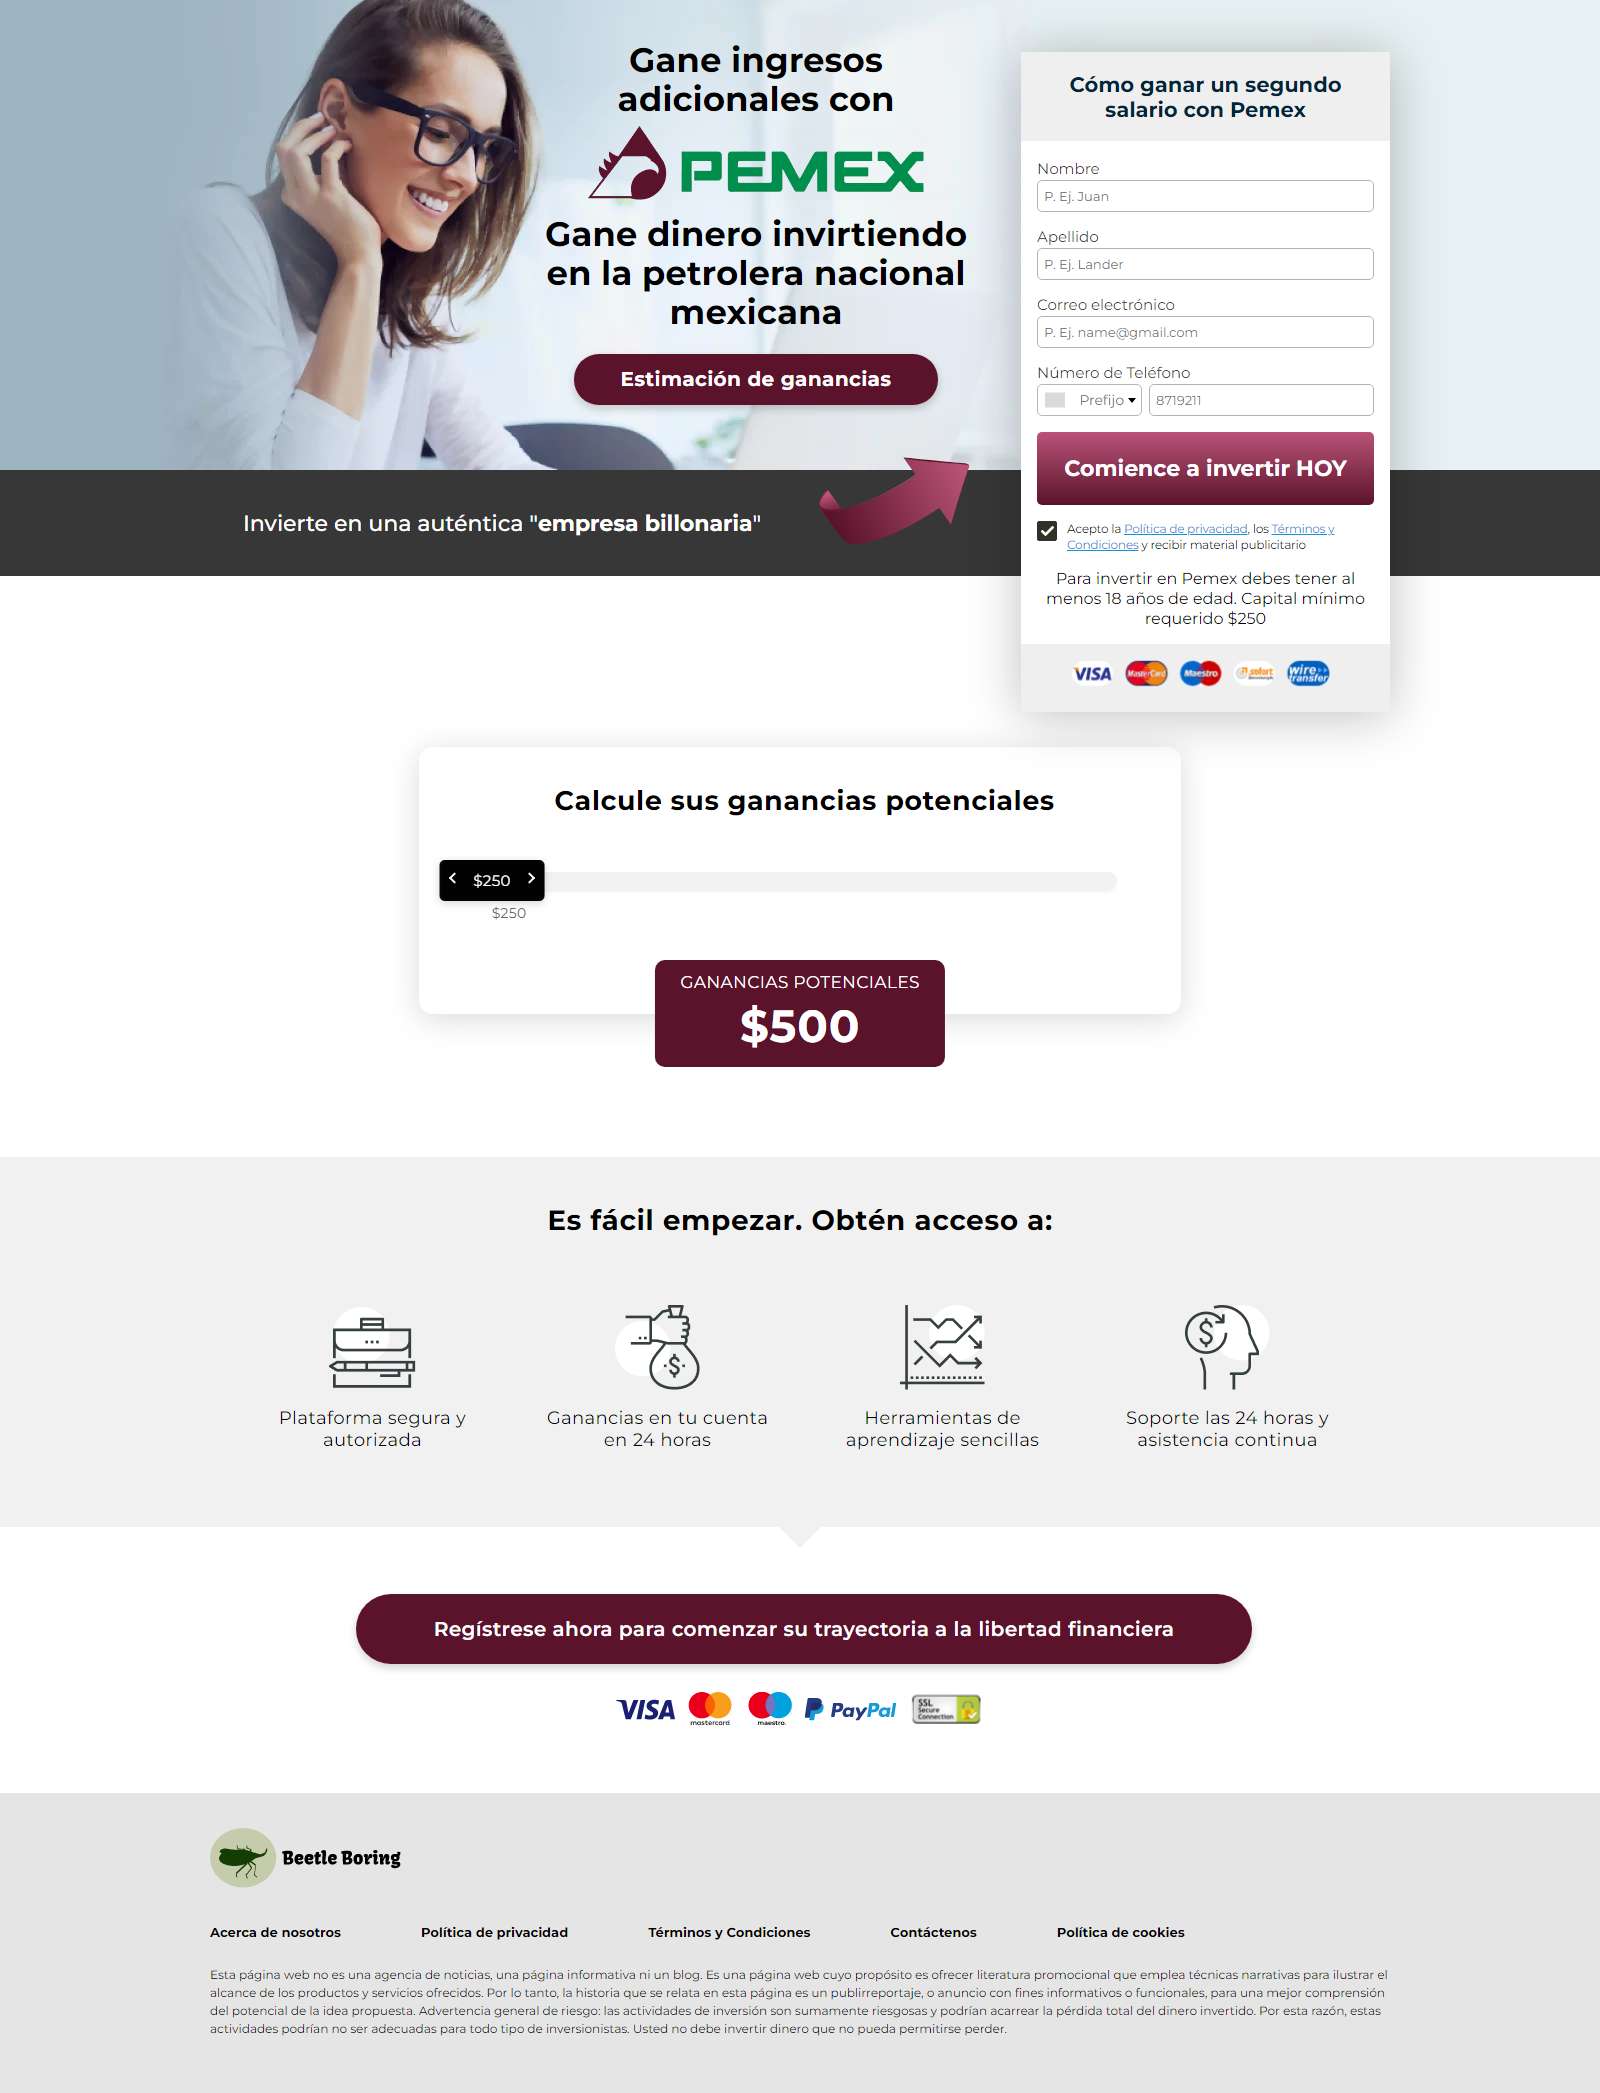 Gane ingresos
adicionales con
PEMEX
Gane dinero invirtiendo
en la petrolera nacional
mexicana
Estimación de ganancias
Invierte en una auténtica "empresa billonaria"
Cómo ganar un segundo
salario con Pemex
Nombre
P. Ej. Juan
Apellido
P. Ej. Lander
Correo electrónico
P. Ej. name@gmail.com
Número de Teléfono
Prefijo 8719211
Comience a invertir HOY
Acepto la Política de privacidad, los Términos y
Condiciones y recibir material publicitario
Para invertir en Pemex debes tener al
menos 18 años de edad. Capital mínimo
requerido $250
VISA MasterCard Maestro sofort wire transfer
Calcule sus ganancias potenciales
$250
$250
GANANCIAS POTENCIALES
$500
Es fácil empezar. Obtén acceso a:
Plataforma segura y
autorizada
Ganancias en tu cuenta
en 24 horas
Herramientas de
aprendizaje sencillas
Soporte las 24 horas y
asistencia continua
Regístrese ahora para comenzar su trayectoria a la libertad financiera
VISA mastercard maestro PayPal SSL Secure Connection
Beetle Boring
Acerca de nosotros Política de privacidad Términos y Condiciones Contáctenos Política de cookies
Esta página web no es una agencia de noticias, una página informativa ni un blog. Es una página web cuyo propósito es ofrecer literatura promocional que emplea técnicas narrativas para ilustrar el
alcance de los productos y servicios ofrecidos. Por lo tanto, la historia que se relata en esta página es un publirreportaje, o anuncio con fines informativos o funcionales, para una mejor comprensión
del potencial de la idea propuesta. Advertencia general de riesgo: las actividades de inversión son sumamente riesgosas y podrían acarrear la pérdida total del dinero invertido. Por esta razón, estas
actividades podrían no ser adecuadas para todo tipo de inversionistas. Usted no debe invertir dinero que no pueda permitirse perder.